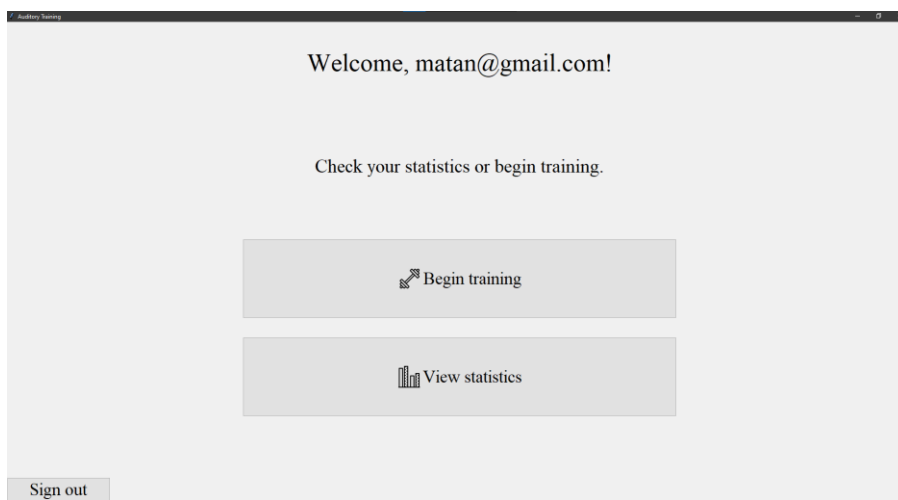 Auditory Training
Welcome, matan@gmail.com!
Check your statistics or begin training.
Begin training
View statistics
Sign out